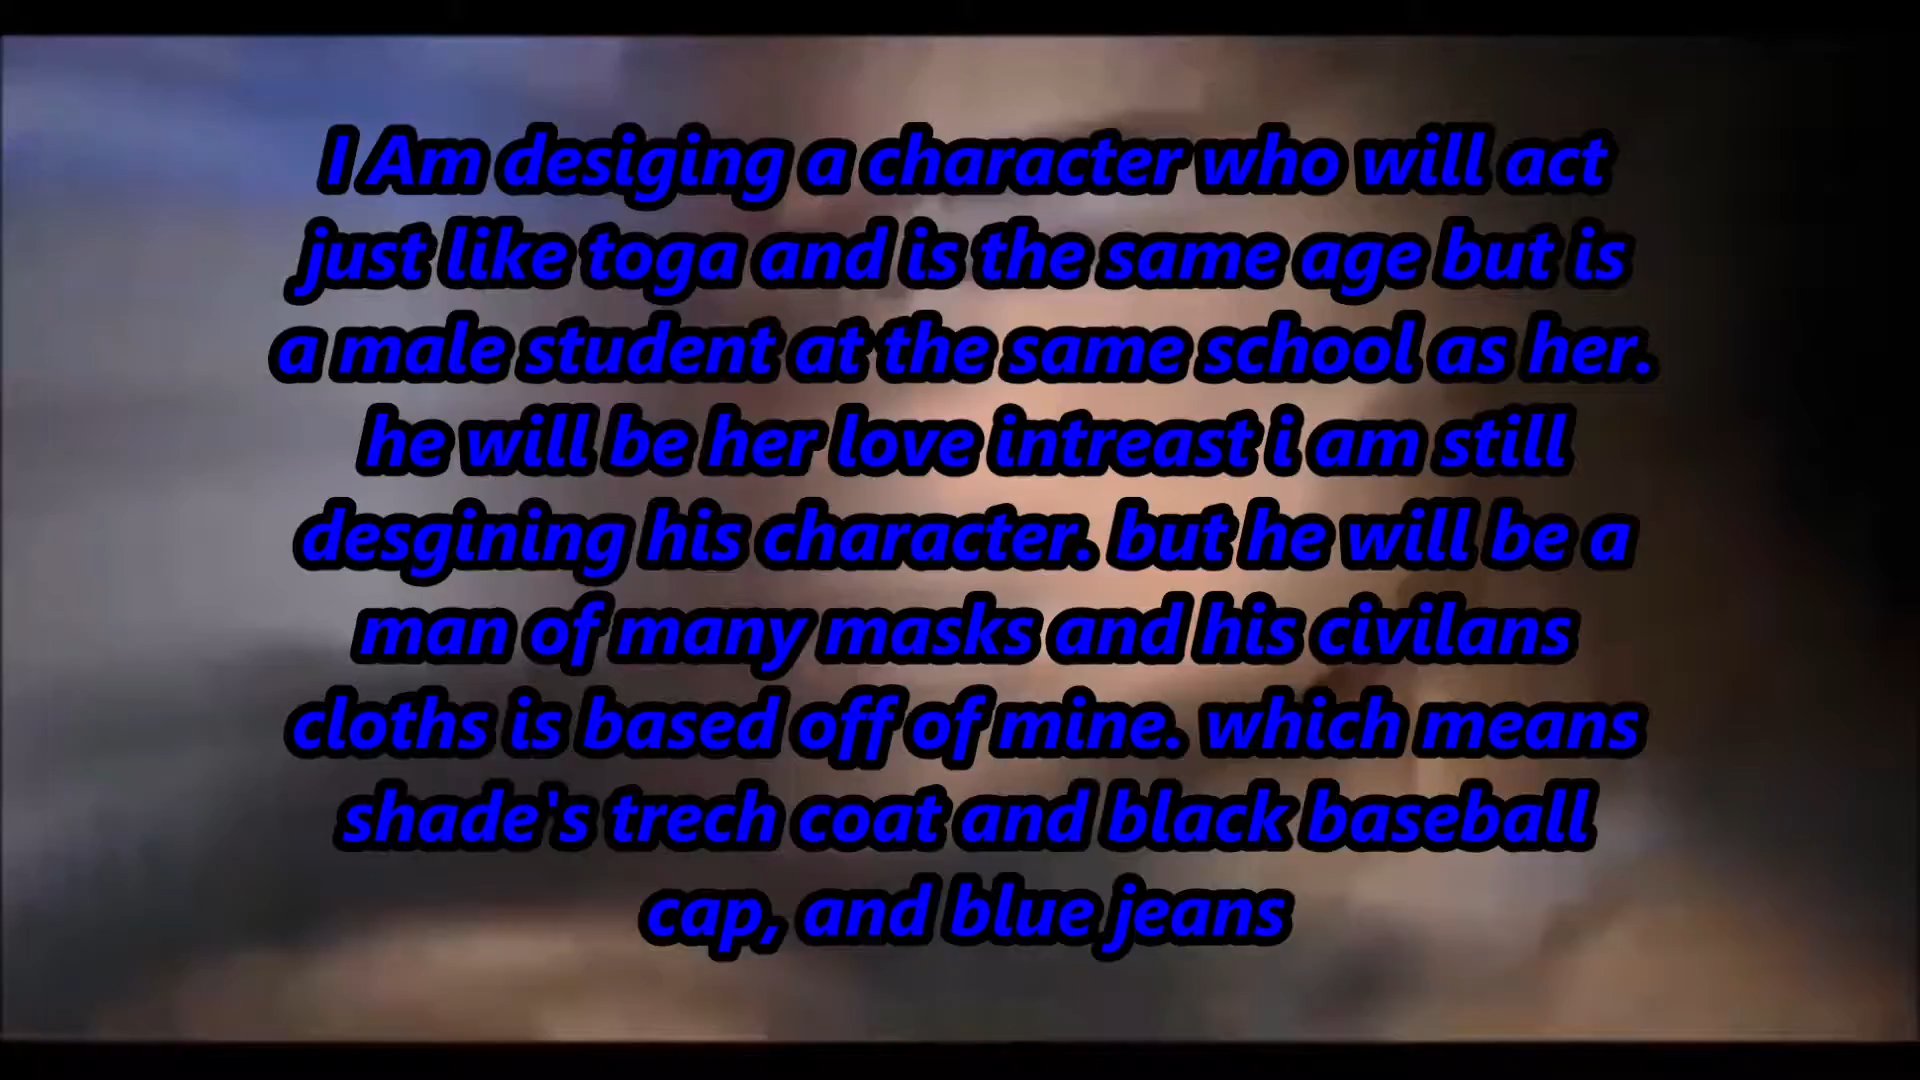 I Am desiging a character who will act
just like toga and is the same age but is
a male student at the same school as her.
he will be her love intreast i am still
desgining his character. but he will be a
man of many masks and his civilans
cloths is based off of mine. which means
shade's trech coat and black baseball
cap, and blue jeans